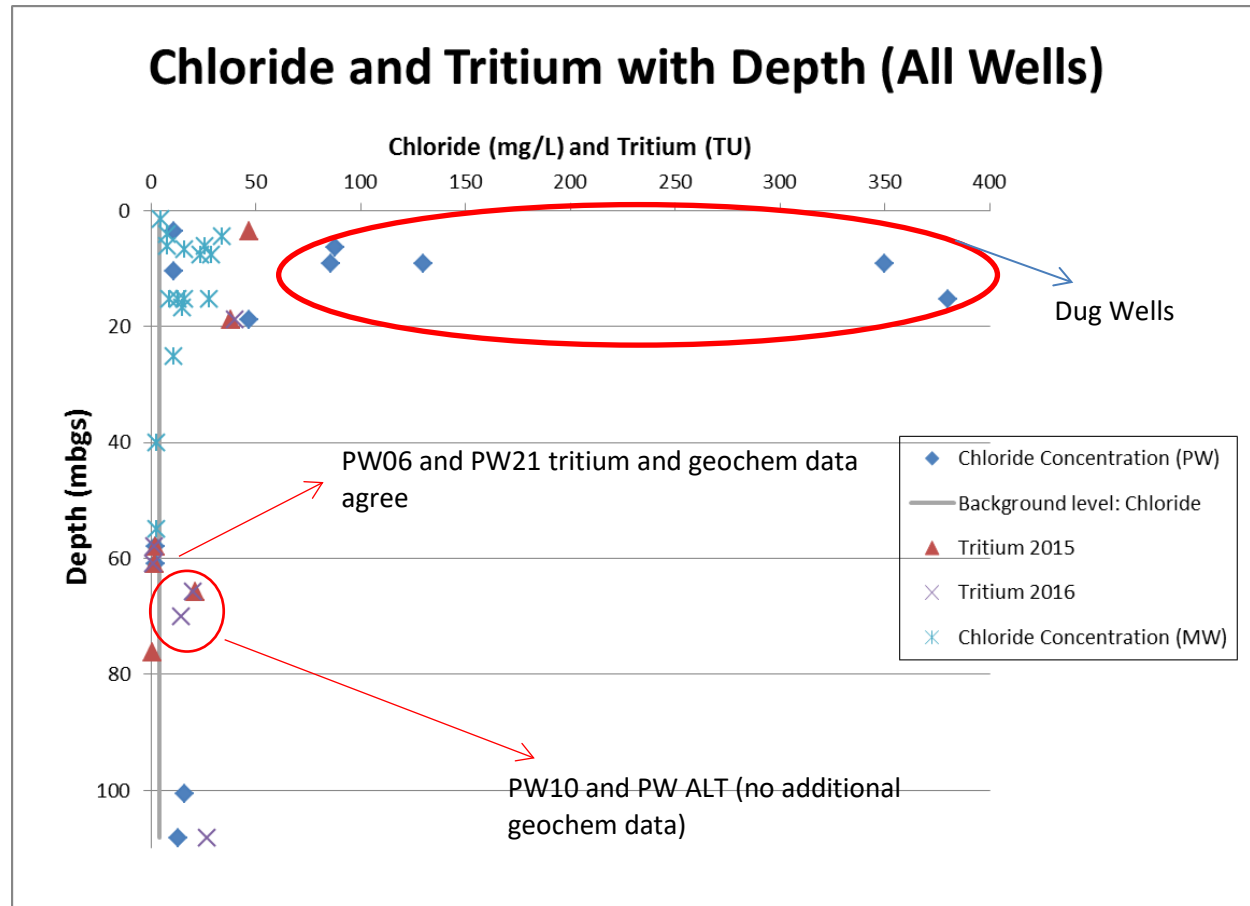 Chloride and Tritium with Depth (All Wells)
Chloride (mg/L) and Tritium (TU)
0 50 100 150 200 250 300 350 400
0
20
40
60
80
100
Depth (mbgs)
Dug Wells
PW06 and PW21 tritium and geochem data
agree
Chloride Concentration (PW)
Background level: Chloride
Tritium 2015
Tritium 2016
Chloride Concentration (MW)
PW10 and PW ALT (no additional
geochem data)